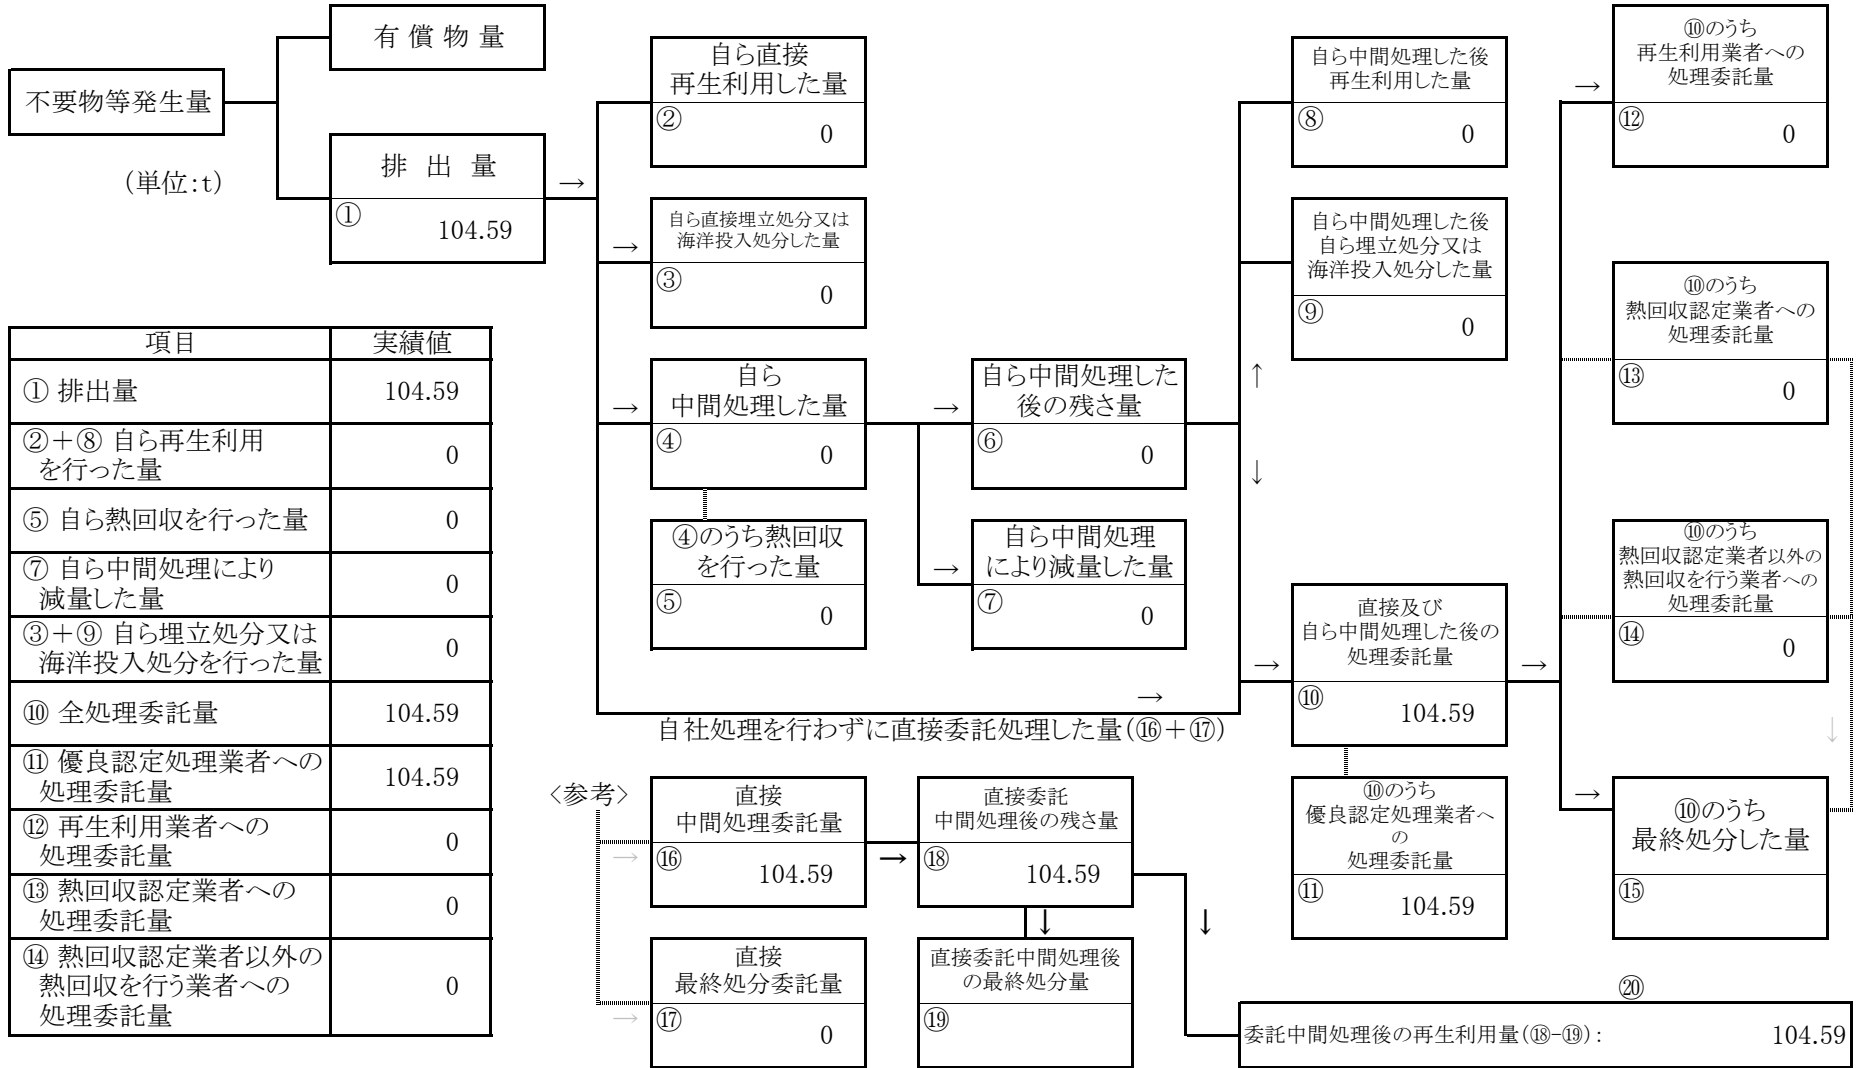 不要物等発生量
(単位:t)
有 償 物 量
排 出 量
① 104.59
→
自ら直接
再生利用した量
② 0
→
自ら直接埋立処分又は
海洋投入処分した量
③ 0
→
自ら
中間処理した量
④ 0
④のうち熱回収
を行った量
⑤ 0
→
自ら中間処理した
後の残さ量
⑥ 0
→
自ら中間処理
により減量した量
⑦ 0
→
自社処理を行わずに直接委託処理した量(⑯+⑰)
↑
↓
自ら中間処理した後
再生利用した量
⑧ 0
自ら中間処理した後
自ら埋立処分又は
海洋投入処分した量
⑨ 0
→
直接及び
自ら中間処理した後の
処理委託量
⑩ 104.59
⑩のうち
優良認定処理業者へ
の
処理委託量
⑪ 104.59
→
→
⑩のうち
再生利用業者への
処理委託量
⑫ 0
⑩のうち
熱回収認定業者への
処理委託量
⑬ 0
⑩のうち
熱回収認定業者以外の
熱回収を行う業者への
処理委託量
⑭ 0
↓
→
⑩のうち
最終処分した量
⑮
項目 実績値
① 排出量 104.59
②+⑧ 自ら再生利用
を行った量 0
⑤ 自ら熱回収を行った量 0
⑦ 自ら中間処理により
減量した量 0
③+⑨ 自ら埋立処分又は
海洋投入処分を行った量 0
⑩ 全処理委託量 104.59
⑪ 優良認定処理業者への
処理委託量 104.59
⑫ 再生利用業者への
処理委託量 0
⑬ 熱回収認定業者への
処理委託量 0
⑭ 熱回収認定業者以外の
熱回収を行う業者への
処理委託量 0
<参考>
→
直接
中間処理委託量
⑯ 104.59
→
直接
最終処分委託量
⑰ 0
→
直接委託
中間処理後の残さ量
⑱ 104.59
↓
直接委託中間処理後
の最終処分量
⑲
↓
⑳
委託中間処理後の再生利用量(⑱-⑲): 104.59